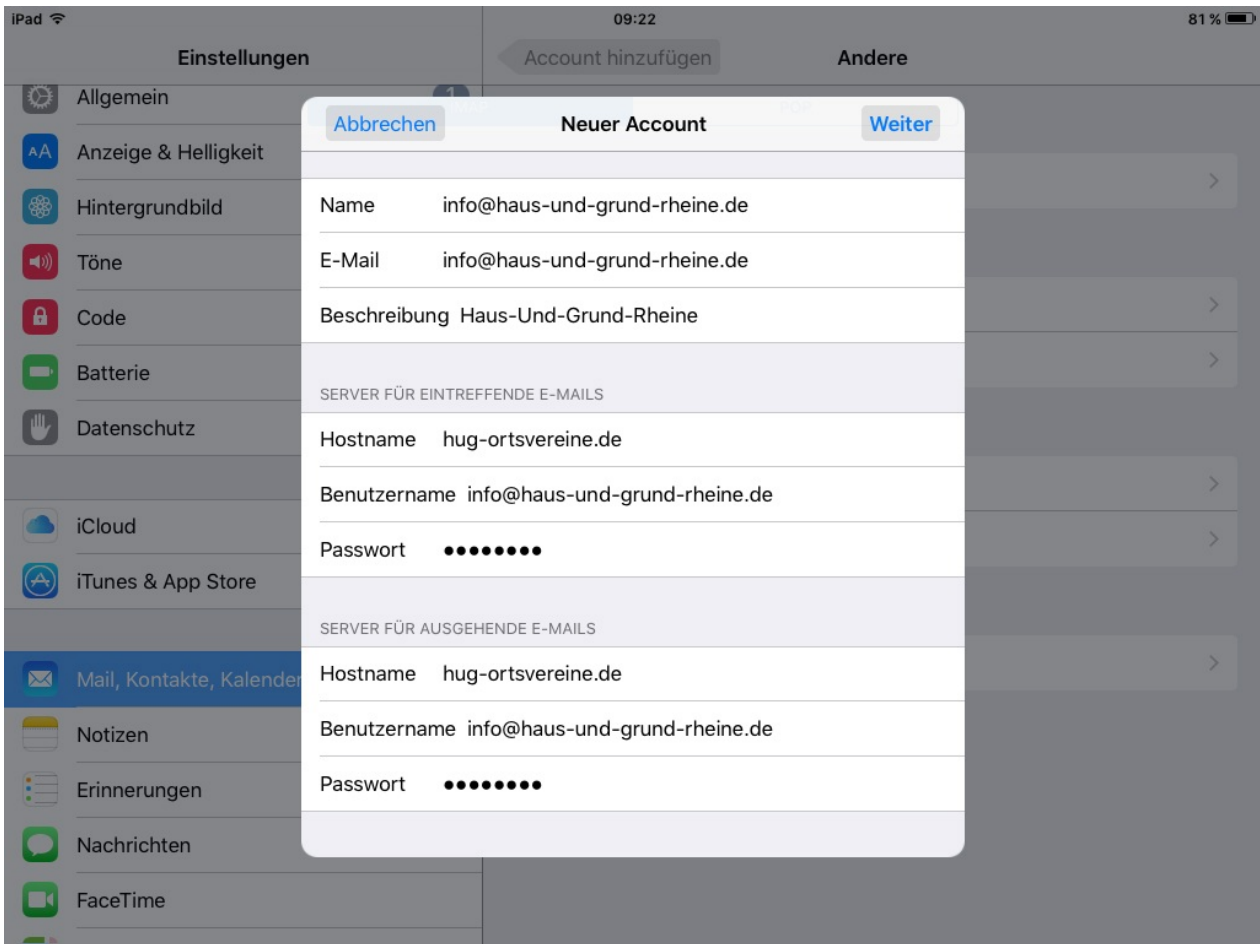 iPad 09:22 81 %
Einstellungen
Account hinzufügen Andere
Allgemein
Anzeige & Helligkeit
Hintergrundbild
Töne
Code
Batterie
Datenschutz
iCloud
iTunes & App Store
Mail, Kontakte, Kalender
Notizen
Erinnerungen
Nachrichten
FaceTime
Abbrechen Neuer Account Weiter
POP
Name info@haus-und-grund-rheine.de
E-Mail info@haus-und-grund-rheine.de
Beschreibung Haus-Und-Grund-Rheine
SERVER FÜR EINTREFFENDE E-MAILS
Hostname hug-ortsvereine.de
Benutzername info@haus-und-grund-rheine.de
Passwort ●●●●●●●●
SERVER FÜR AUSGEHENDE E-MAILS
Hostname hug-ortsvereine.de
Benutzername info@haus-und-grund-rheine.de
Passwort ●●●●●●●●